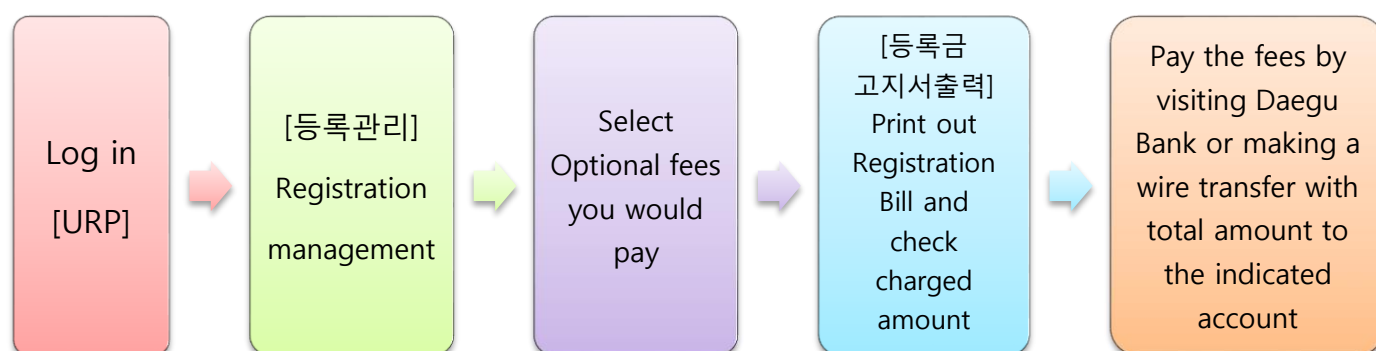 Log in
[URP]
[등록관리]
Registration
management
Select
Optional fees
you would
pay
[등록금
고지서출력]
Print out
Registration
Bill and
check
charged
amount
Pay the fees by
visiting Daegu
Bank or making a
wire transfer with
total amount to
the indicated
account